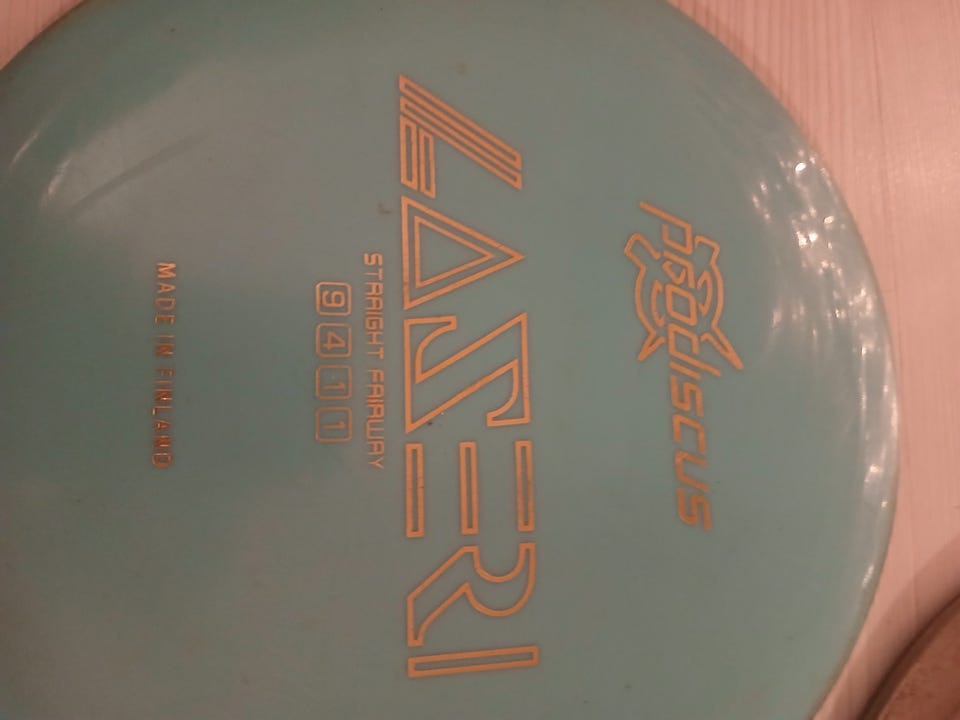 prodiscus
LASERI
STRAIGHT FAIRWAY
9 4 1 1
MADE IN FINLAND